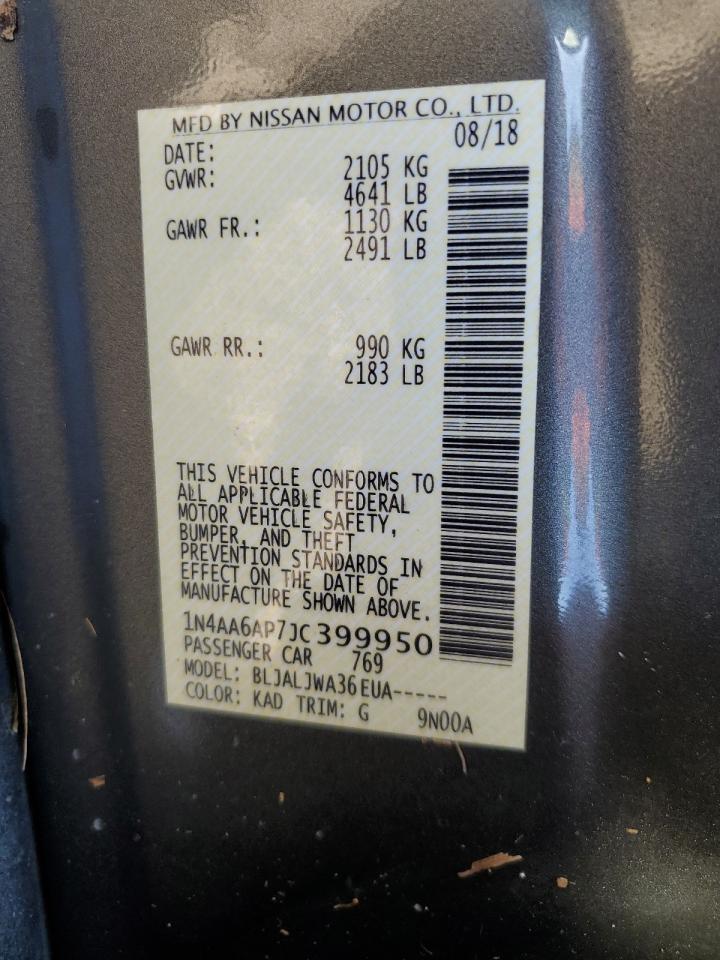 MFD BY NISSAN MOTOR CO., LTD.
DATE: 08/18
GVWR: 2105 KG
4641 LB
GAWR FR.: 1130 KG
2491 LB
GAWR RR.: 990 KG
2183 LB
THIS VEHICLE CONFORMS TO
ALL APPLICABLE FEDERAL
MOTOR VEHICLE SAFETY,
BUMPER, AND THEFT
PREVENTION STANDARDS IN
EFFECT ON THE DATE OF
MANUFACTURE SHOWN ABOVE.
1N4AA6AP7JC399950
PASSENGER CAR 769
MODEL: BLJALJWA36EUA-----
COLOR: KAD TRIM: G 9N00A